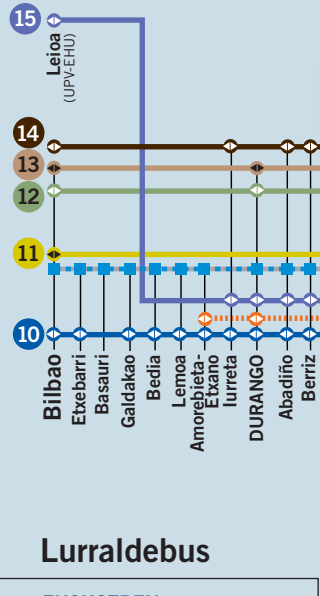 15
Leioa
(UPV-EHU)
14
13
12
11
10
Bilbao
Etxebarri
Basauri
Galdakao
Bedia
Lemoa
Amorebieta-
Etxano
Iurreta
DURANGO
Abadiño
Berriz
Lurraldebus